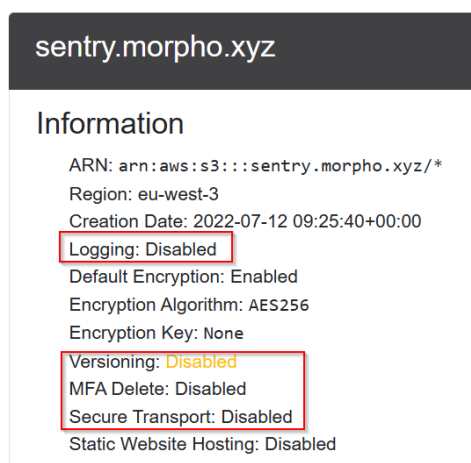 sentry.morpho.xyz
Information
ARN: arn:aws:s3:::sentry.morpho.xyz/*
Region: eu-west-3
Creation Date: 2022-07-12 09:25:40+00:00
Logging: Disabled
Default Encryption: Enabled
Encryption Algorithm: AES256
Encryption Key: None
Versioning: Disabled
MFA Delete: Disabled
Secure Transport: Disabled
Static Website Hosting: Disabled